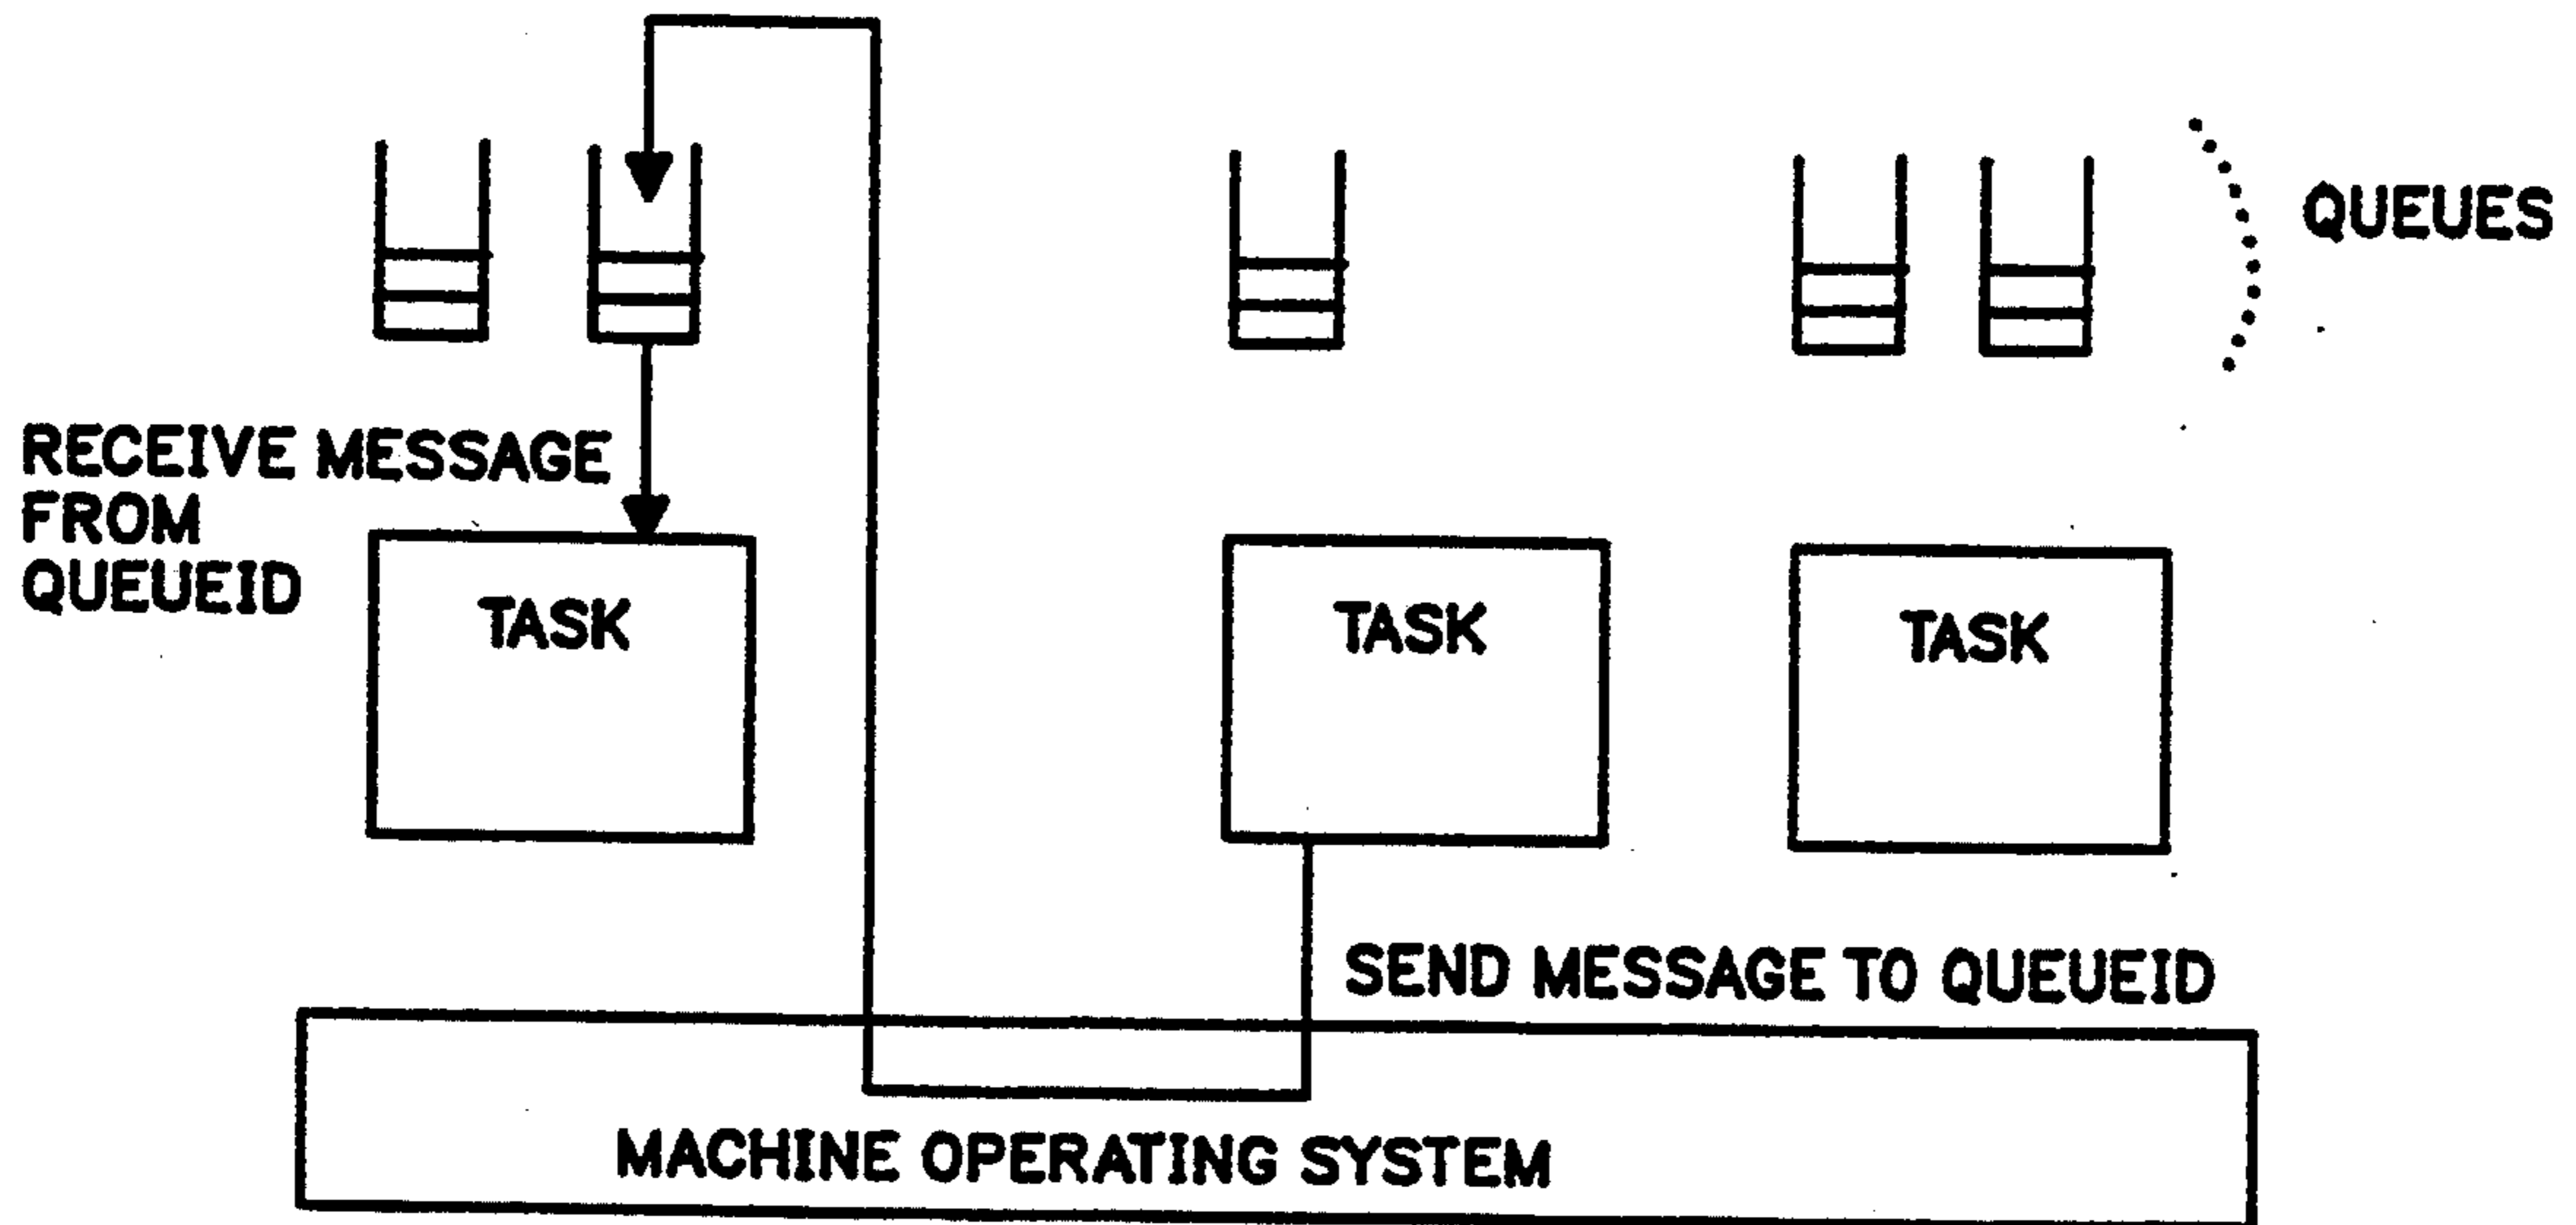 QUEUES
RECEIVE MESSAGE
FROM
QUEUEID
TASK
TASK
TASK
SEND MESSAGE TO QUEUEID
MACHINE OPERATING SYSTEM